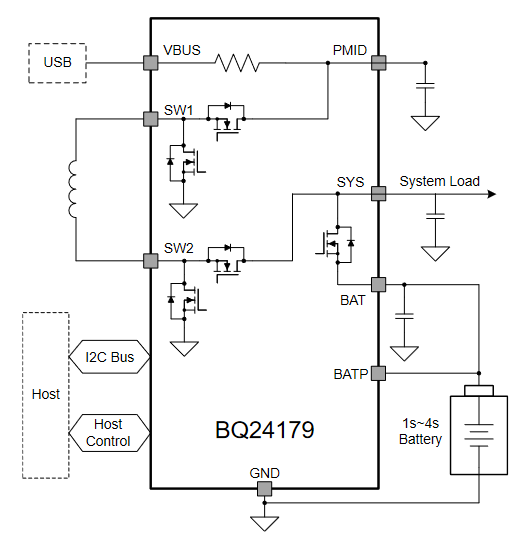 VBUS
PMID
USB
SW1
SYS
System Load
SW2
BAT
I2C Bus
BATP
Host
Host
Control
BQ24179
1s~4s
Battery
GND